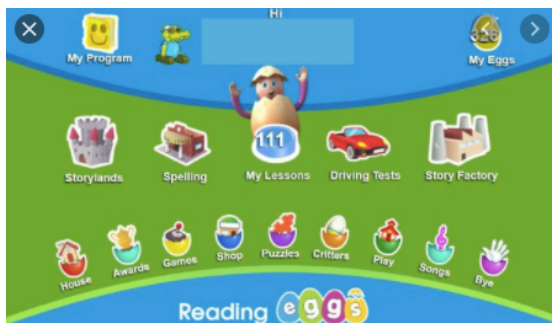 Hi
My Program
326
My Eggs
111
Storylands Spelling My Lessons Driving Tests Story Factory
House Awards Games Shop Puzzles Critters Play Songs Bye
Reading eggs